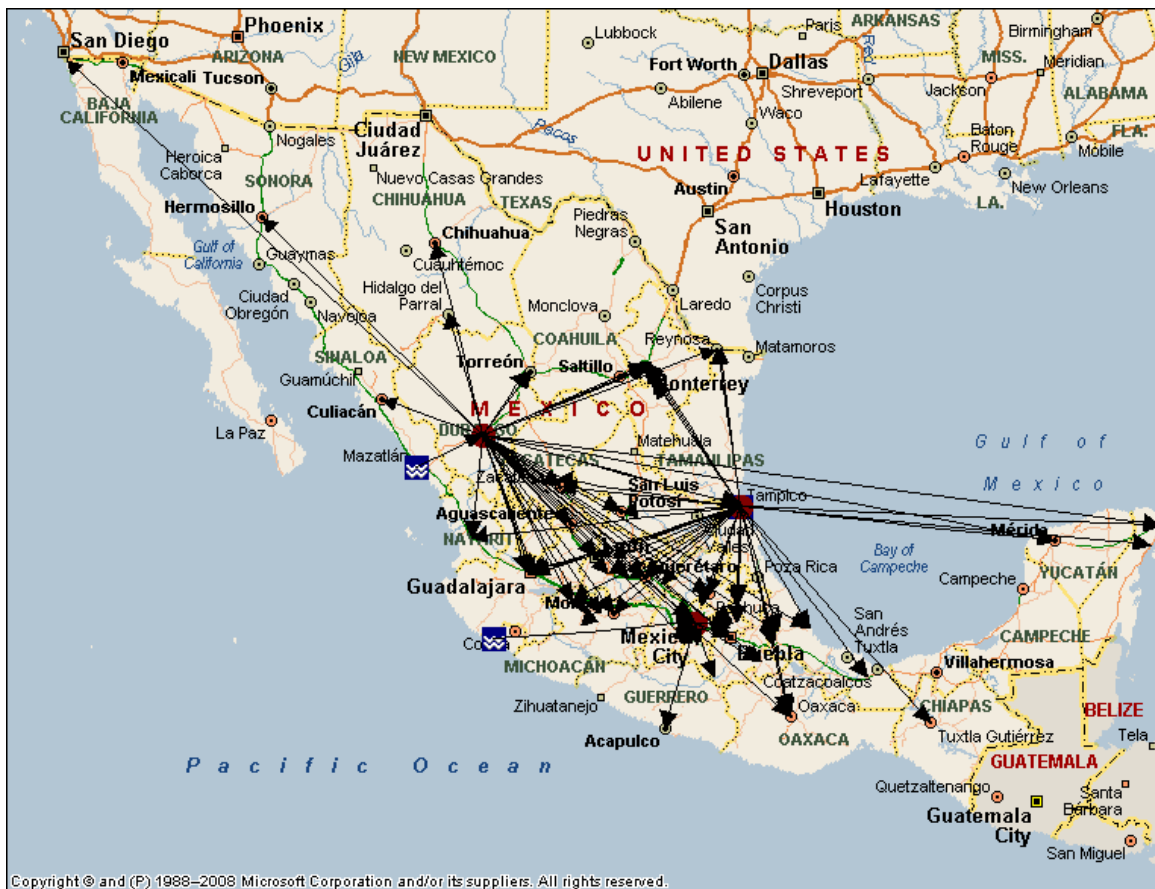 Phoenix
San Diego
ARIZONA
Mexicali
Tucson
BAJA
CALIFORNIA
Gila
NEW MEXICO
Lubbock
Paris
ARKANSAS
Birmingham
Fort Worth
Dallas
Red
MISS.
Meridian
Abilene
Shreveport
Jackson
ALABAMA
Waco
FLA.
Nogales
Ciudad
Juárez
Pecos
UNITED STATES
Baton
Rouge
Mobile
Heroica
Caborca
SONORA
Nuevo Casas Grandes
CHIHUAHUA
TEXAS
Austin
Lafayette
LA.
New Orleans
Houston
San
Antonio
Hermosillo
Piedras
Negras
Chihuahua
Gulf of
California
Guaymas
Cuauhtémoc
Ciudad
Obregón
Navojoa
Hidalgo del
Parral
Monclova
Laredo
Corpus
Christi
SINALOA
COAHUILA
Reynosa
Matamoros
Guamúchil
Torreón
Saltillo
Monterrey
Culiacán
MEXICO
La Paz
Matehuala
TAMAULIPAS
Mazatlán
San Luis
Potosí
Tampico
Gulf of
Mexico
Mérida
Bay of
Campeche
YUCATÁN
Poza Rica
Campeche
Guadalajara
San
Andrés
Tuxtla
CAMPECHE
Mexico
City
Puebla
MICHOACÁN
Coatzacoalcos
Villahermosa
GUERRERO
Zihuatanejo
Oaxaca
CHIAPAS
BELIZE
Acapulco
OAXACA
Tuxtla Gutiérrez
Tela
Pacific Ocean
GUATEMALA
Quetzaltenango
Santa
Bárbara
Guatemala
City
San Miguel
Copyright © and (P) 1988–2008 Microsoft Corporation and/or its suppliers. All rights reserved.